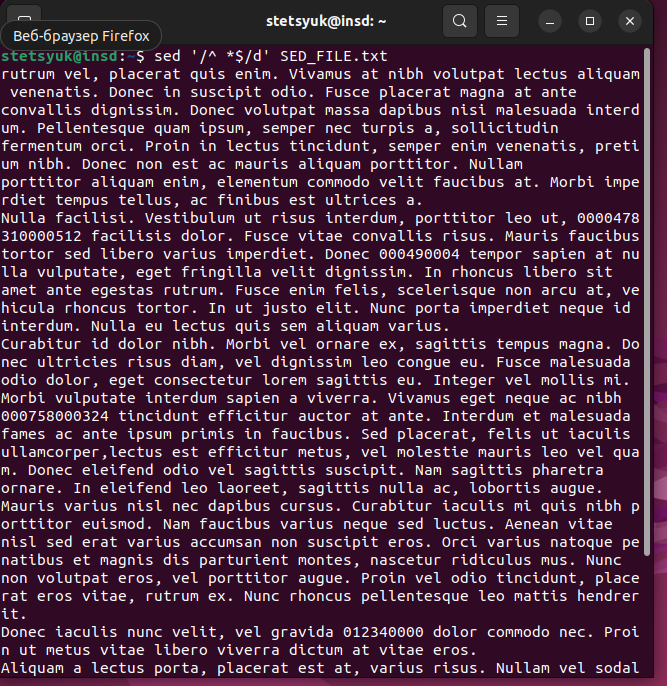 stetsyuk@insd: ~
Веб-браузер Firefox
stetsyuk@insd:~$ sed '/^ *$/d' SED_FILE.txt
rutrum vel, placerat quis enim. Vivamus at nibh volutpat lectus aliquam
 venenatis. Donec in suscipit odio. Fusce placerat magna at ante
convallis dignissim. Donec volutpat massa dapibus nisi malesuada interd
um. Pellentesque quam ipsum, semper nec turpis a, sollicitudin
fermentum orci. Proin in lectus tincidunt, semper enim venenatis, preti
um nibh. Donec non est ac mauris aliquam porttitor. Nullam
porttitor aliquam enim, elementum commodo velit faucibus at. Morbi impe
rdiet tempus tellus, ac finibus est ultrices a.
Nulla facilisi. Vestibulum ut risus interdum, porttitor leo ut, 0000478
310000512 facilisis dolor. Fusce vitae convallis risus. Mauris faucibus
tortor sed libero varius imperdiet. Donec 000490004 tempor sapien at nu
lla vulputate, eget fringilla velit dignissim. In rhoncus libero sit
amet ante egestas rutrum. Fusce enim felis, scelerisque non arcu at, ve
hicula rhoncus tortor. In ut justo elit. Nunc porta imperdiet neque id
interdum. Nulla eu lectus quis sem aliquam varius.
Curabitur id dolor nibh. Morbi vel ornare ex, sagittis tempus magna. Do
nec ultricies risus diam, vel dignissim leo congue eu. Fusce malesuada
odio dolor, eget consectetur lorem sagittis eu. Integer vel mollis mi.
Morbi vulputate interdum sapien a viverra. Vivamus eget neque ac nibh
000758000324 tincidunt efficitur auctor at ante. Interdum et malesuada
fames ac ante ipsum primis in faucibus. Sed placerat, felis ut iaculis
ullamcorper,lectus est efficitur metus, vel molestie mauris leo vel qua
m. Donec eleifend odio vel sagittis suscipit. Nam sagittis pharetra
ornare. In eleifend leo laoreet, sagittis nulla ac, lobortis augue.
Mauris varius nisl nec dapibus cursus. Curabitur iaculis mi quis nibh p
orttitor euismod. Nam faucibus varius neque sed luctus. Aenean vitae
nisl sed erat varius accumsan non suscipit eros. Orci varius natoque pe
natibus et magnis dis parturient montes, nascetur ridiculus mus. Nunc
non volutpat eros, vel porttitor augue. Proin vel odio tincidunt, place
rat eros vitae, rutrum ex. Nunc rhoncus pellentesque leo mattis hendrer
it.
Donec iaculis nunc velit, vel gravida 012340000 dolor commodo nec. Proi
n ut metus vitae libero viverra dictum at vitae eros.
Aliquam a lectus porta, placerat est at, varius risus. Nullam vel sodal